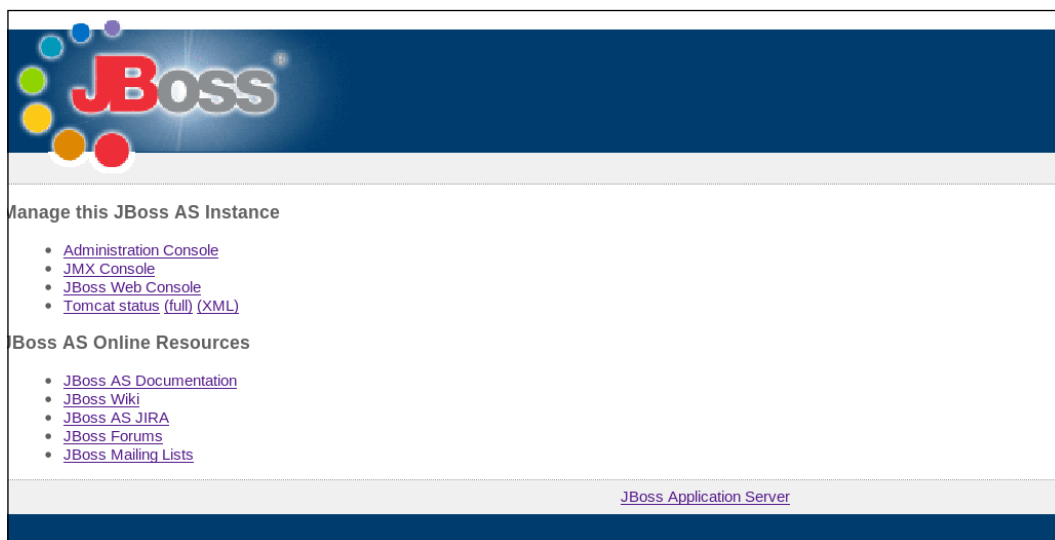 JBoss®
Manage this JBoss AS Instance
Administration Console
JMX Console
JBoss Web Console
Tomcat status (full) (XML)
JBoss AS Online Resources
JBoss AS Documentation
JBoss Wiki
JBoss AS JIRA
JBoss Forums
JBoss Mailing Lists
JBoss Application Server